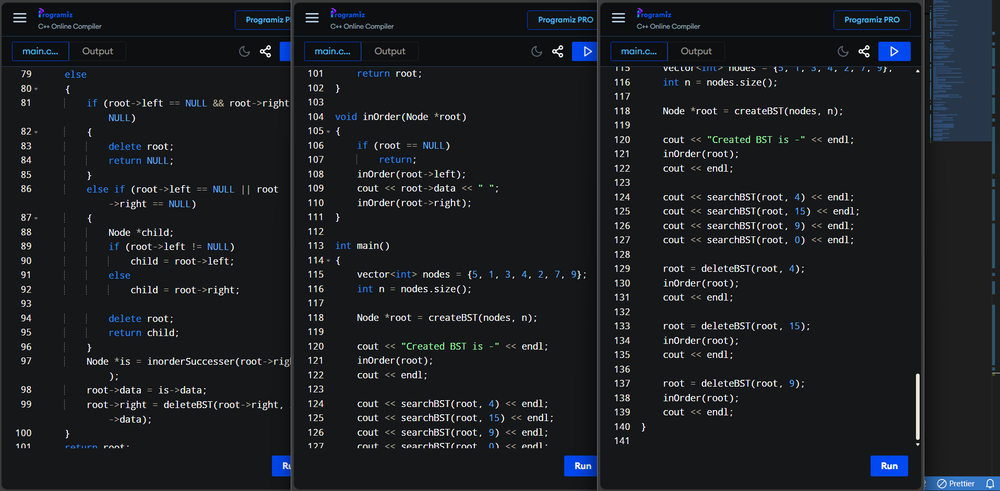 Programiz
C++ Online Compiler
Programiz P
main.c...
Output
79 else
80 {
81 if (root->left == NULL && root->right
NULL)
82 {
83 delete root;
84 return NULL;
85 }
86 else if (root->left == NULL || root
->right == NULL)
87 {
88 Node *child;
89 if (root->left != NULL)
90 child = root->left;
91 else
92 child = root->right;
93
94 delete root;
95 return child;
96 }
97 Node *is = inorderSuccesser(root->rig
);
98 root->data = is->data;
99 root->right = deleteBST(root->right,
->data);
100 }
101 return root;
Ru
Programiz
C++ Online Compiler
Programiz PRO
main.c...
Output
101 return root;
102 }
103
104 void inOrder(Node *root)
105 {
106 if (root == NULL)
107 return;
108 inOrder(root->left);
109 cout << root->data << " ";
110 inOrder(root->right);
111 }
112
113 int main()
114 {
115 vector<int> nodes = {5, 1, 3, 4, 2, 7, 9};
116 int n = nodes.size();
117
118 Node *root = createBST(nodes, n);
119
120 cout << "Created BST is -" << endl;
121 inOrder(root);
122 cout << endl;
123
124 cout << searchBST(root, 4) << endl;
125 cout << searchBST(root, 15) << endl;
126 cout << searchBST(root, 9) << endl;
127 cout << searchBST(root, 0) << endl;
Run
Programiz
C++ Online Compiler
Programiz PRO
main.c...
Output
115 vector<int> nodes = {5, 1, 3, 4, 2, 7, 9};
116 int n = nodes.size();
117
118 Node *root = createBST(nodes, n);
119
120 cout << "Created BST is -" << endl;
121 inOrder(root);
122 cout << endl;
123
124 cout << searchBST(root, 4) << endl;
125 cout << searchBST(root, 15) << endl;
126 cout << searchBST(root, 9) << endl;
127 cout << searchBST(root, 0) << endl;
128
129 root = deleteBST(root, 4);
130 inOrder(root);
131 cout << endl;
132
133 root = deleteBST(root, 15);
134 inOrder(root);
135 cout << endl;
136
137 root = deleteBST(root, 9);
138 inOrder(root);
139 cout << endl;
140 }
141
Run
Prettier